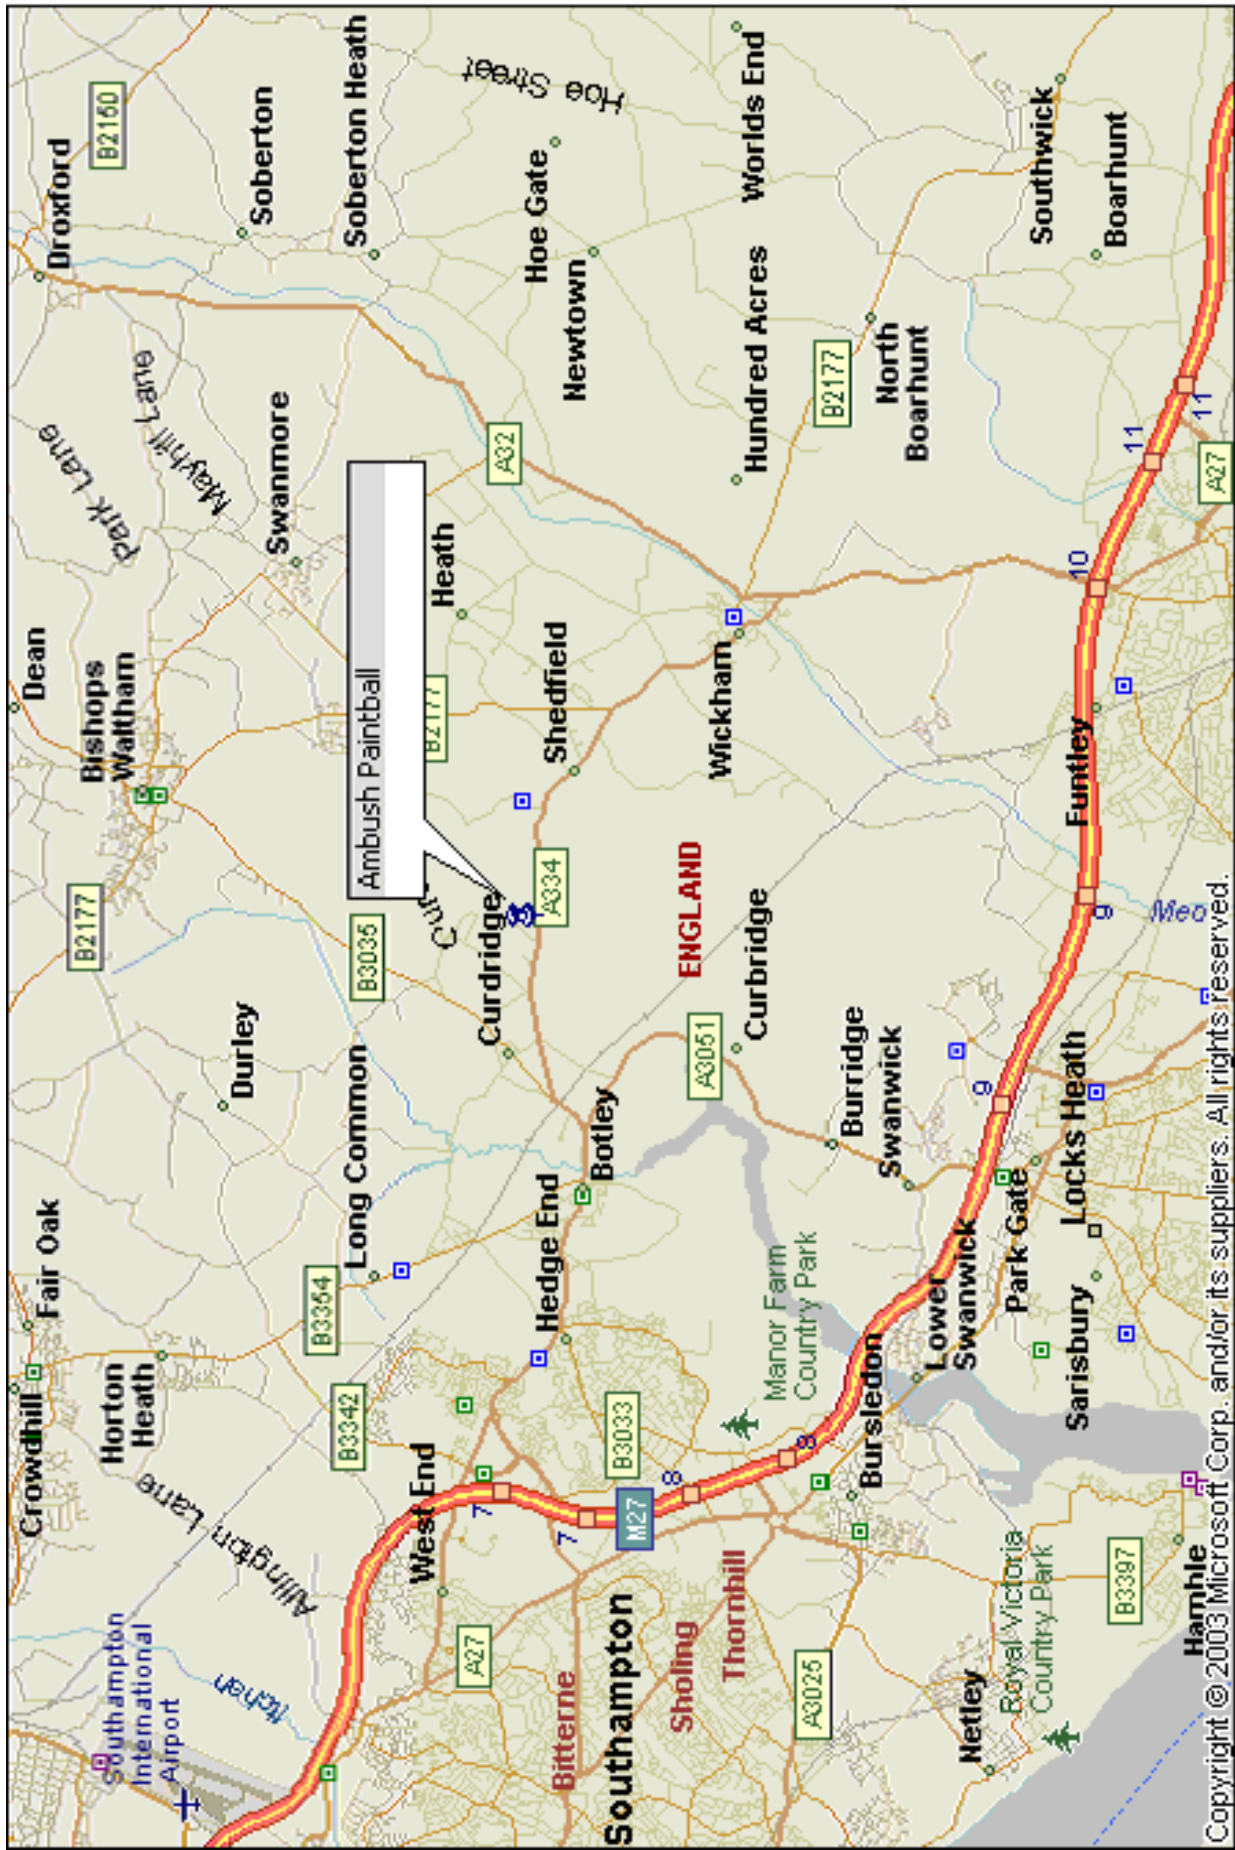 Crowdhill
Fair Oak
Dean
Droxford
B2150
Southampton
International
Airport
Horton
Heath
B2177
Bishops
Waltham
Park Lane
Mayhill Lane
Soberton
Itchen
Allington Lane
Durley
Swanmore
Soberton Heath
B3342
B3354
Long Common
B3035
Ambush Paintball
West End
A27
7
Cur
B2177
Heath
A32
Hoe Street
Curdridge
Hoe Gate
Hedge End
A334
Shedfield
Newtown
7
Botley
Bitterne
Southampton
M27
B3033
8
Sholing
Thornhill
A3051
ENGLAND
Curbridge
Wickham
Hundred Acres
Worlds End
Manor Farm
Country Park
8
A3025
Bursledon
Burridge
B2177
North
Boarhunt
Swanwick
Lower
Swanwick
9
Netley
Royal Victoria
Country Park
Park Gate
Southwick
Sarisbury
Locks Heath
9
Funtley
10
11
Boarhunt
B3397
Hamble
Meo
11
A27
Copyright © 2003 Microsoft Corp. and/or its suppliers. All rights reserved.